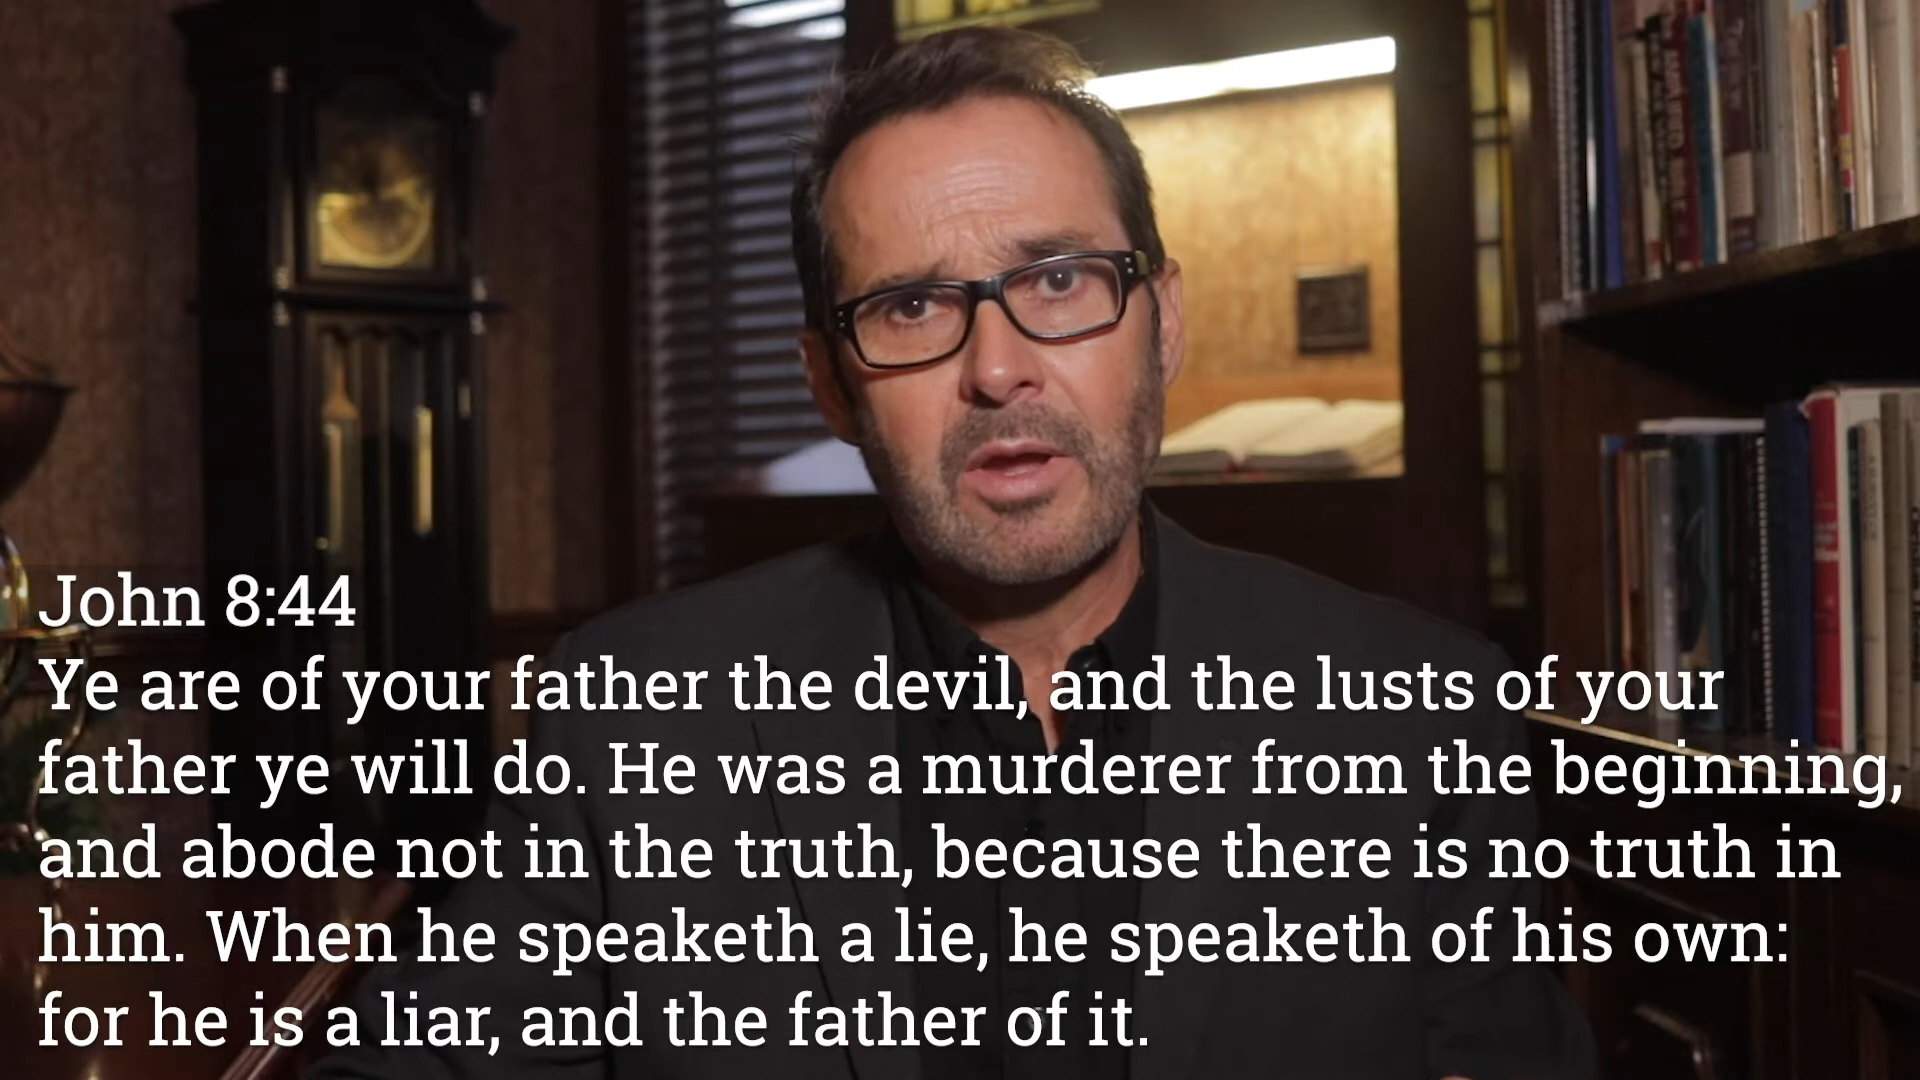 John 8:44
Ye are of your father the devil, and the lusts of your
father ye will do. He was a murderer from the beginning,
and abode not in the truth, because there is no truth in
him. When he speaketh a lie, he speaketh of his own:
for he is a liar, and the father of it.